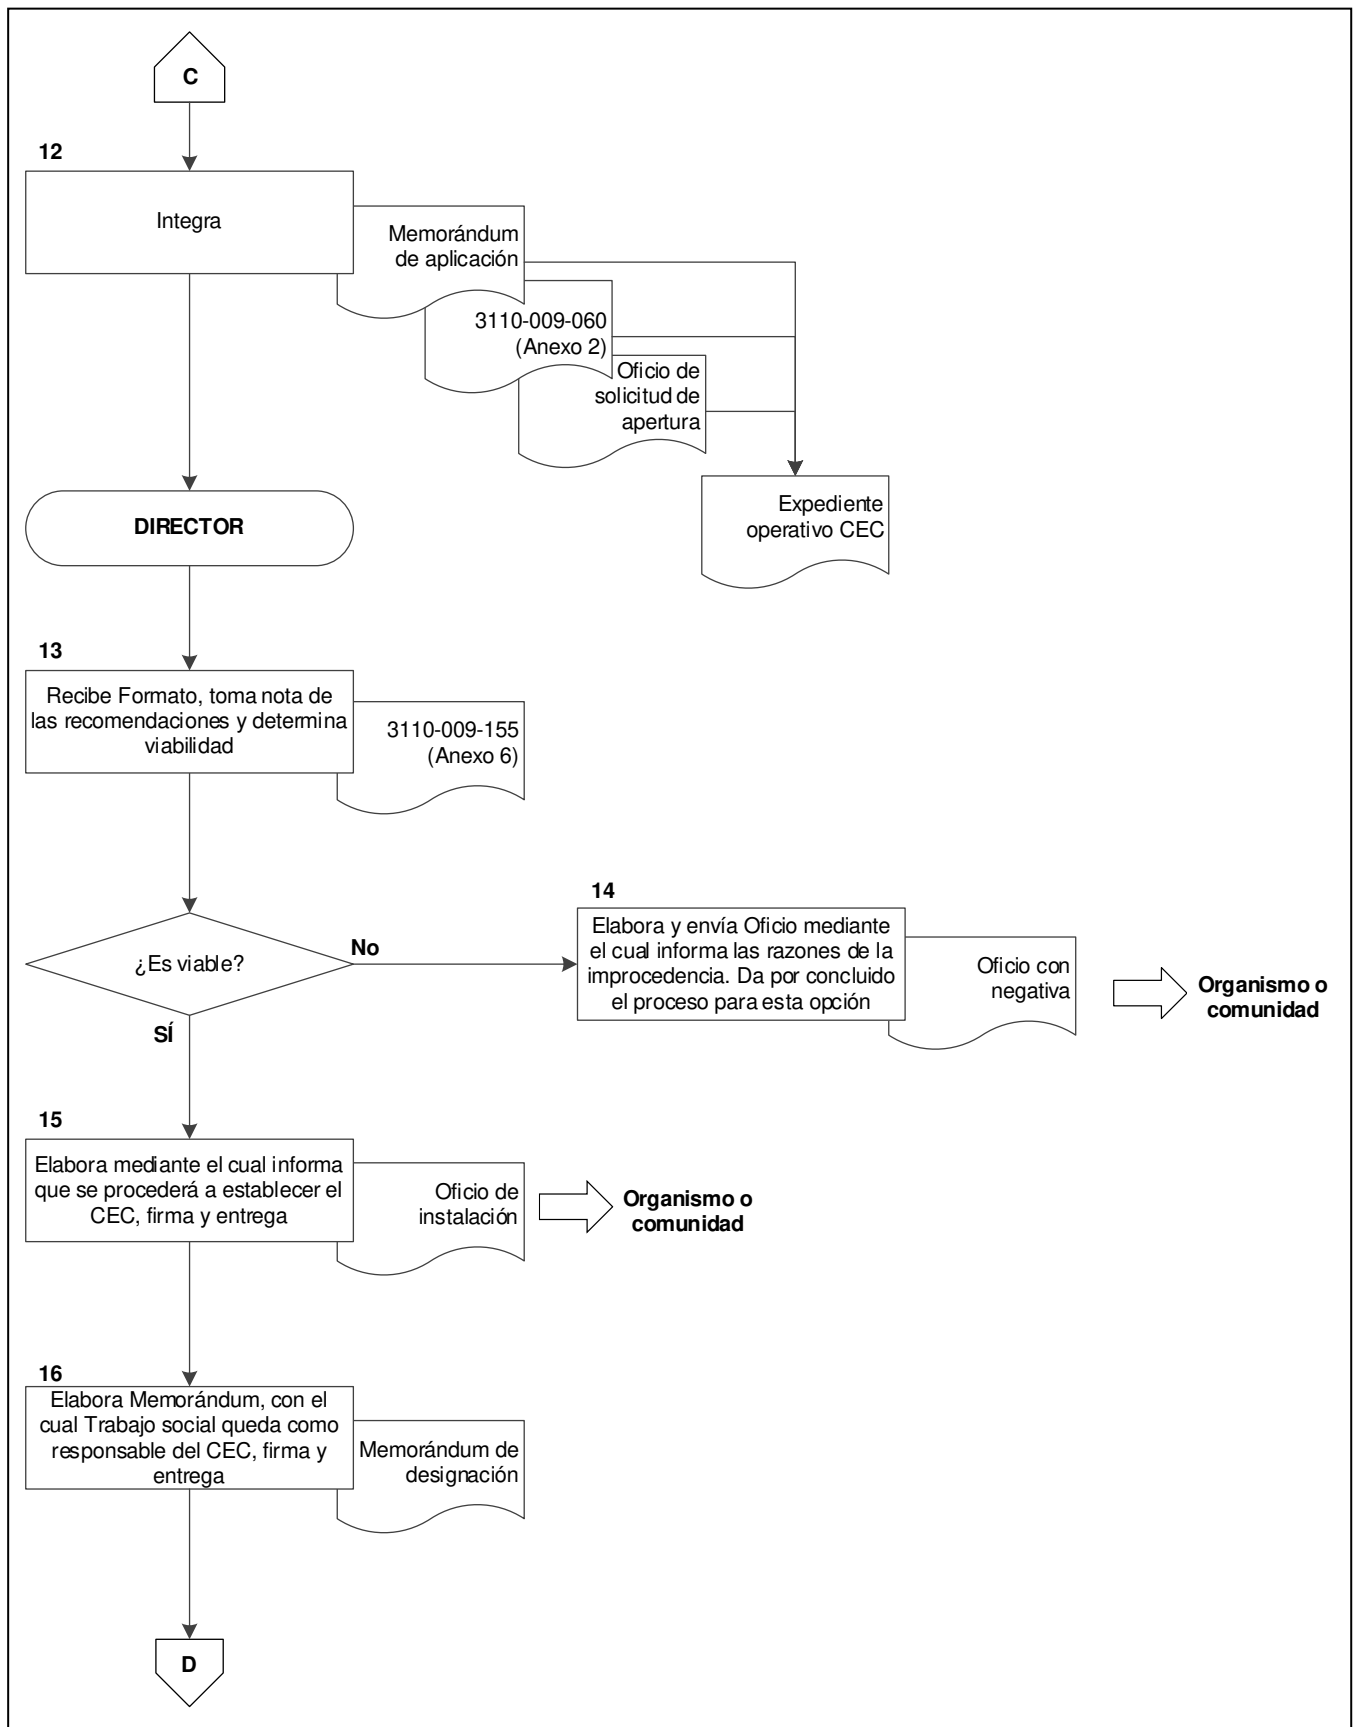 C
12
Integra
Memorándum
de aplicación
3110-009-060
(Anexo 2)
Oficio de
solicitud de
apertura
Expediente
operativo CEC
DIRECTOR
13
Recibe Formato, toma nota de
las recomendaciones y determina
viabilidad
3110-009-155
(Anexo 6)
¿Es viable?
No
SÍ
14
Elabora y envía Oficio mediante
el cual informa las razones de la
improcedencia. Da por concluido
el proceso para esta opción
Oficio con
negativa
Organismo o
comunidad
15
Elabora mediante el cual informa
que se procederá a establecer el
CEC, firma y entrega
Oficio de
instalación
Organismo o
comunidad
16
Elabora Memorándum, con el
cual Trabajo social queda como
responsable del CEC, firma y
entrega
Memorándum de
designación
D